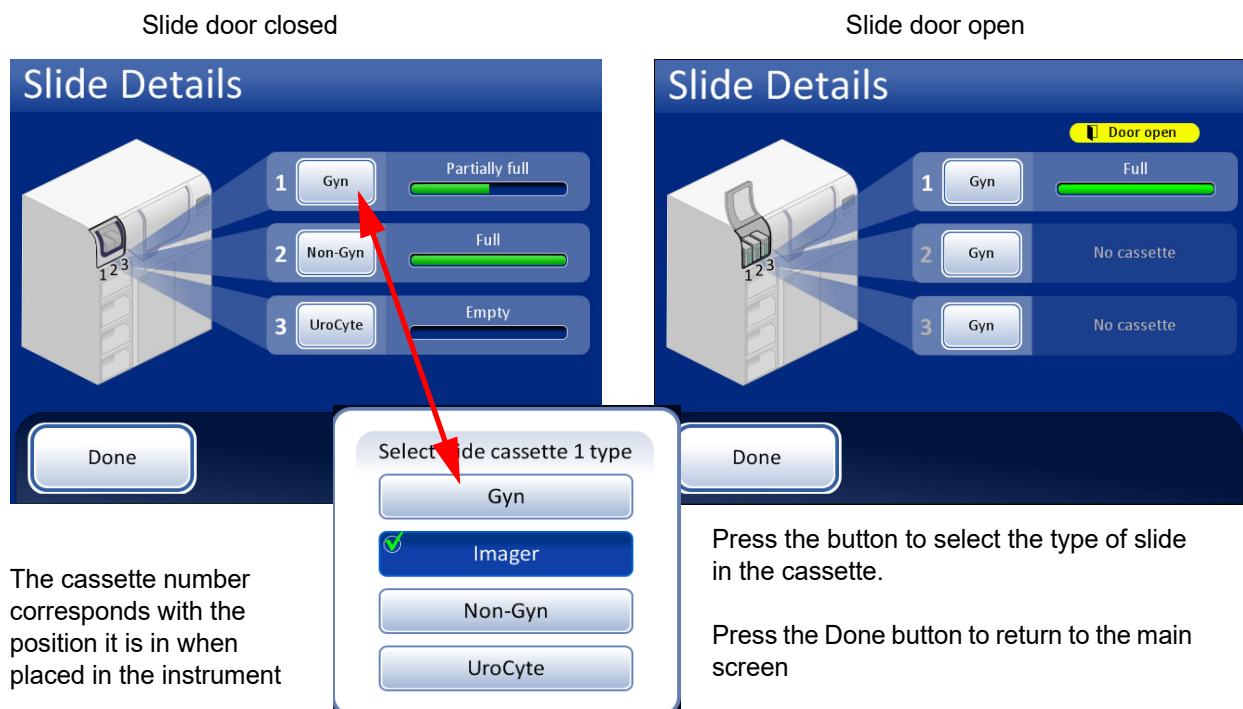 Slide door closed
Slide door open
Slide Details
1 Gyn Partially full
2 Non-Gyn Full
3 UroCyte Empty
1 2 3
Done
Slide Details
Door open
1 Gyn Full
2 Gyn No cassette
3 Gyn No cassette
1 2 3
Done
Select slide cassette 1 type
Gyn
Imager
Non-Gyn
UroCyte
The cassette number
corresponds with the
position it is in when
placed in the instrument
Press the button to select the type of slide
in the cassette.
Press the Done button to return to the main
screen